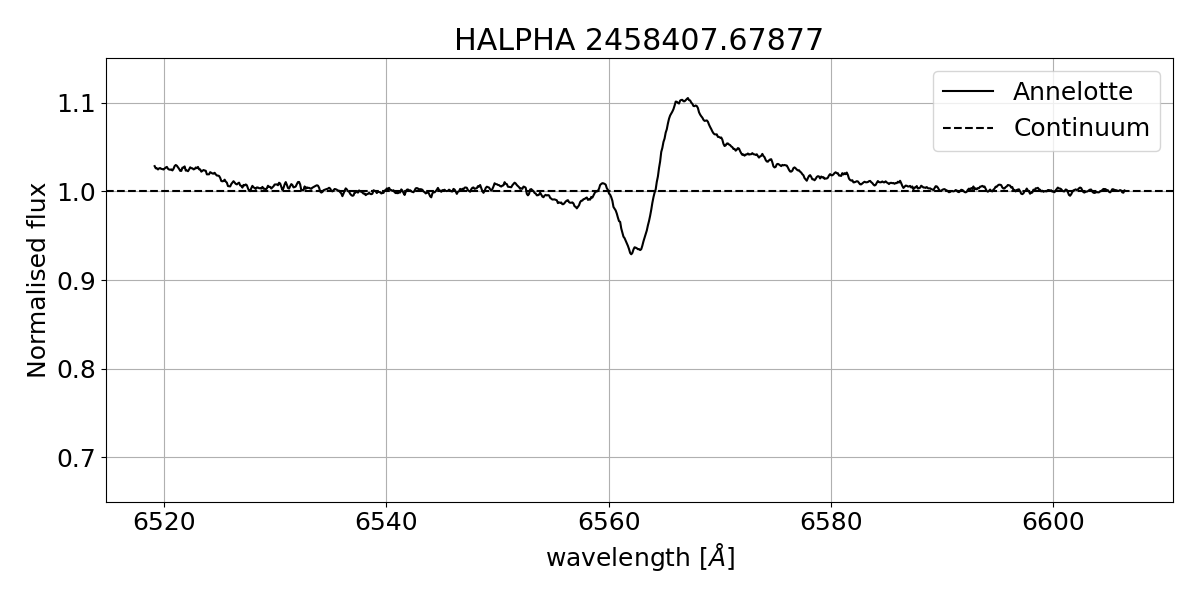 HALPHA 2458407.67877
Annelotte
Continuum
Normalised flux
1.1
1.0
0.9
0.8
0.7
6520
6540
6560
6580
6600
wavelength [Å]